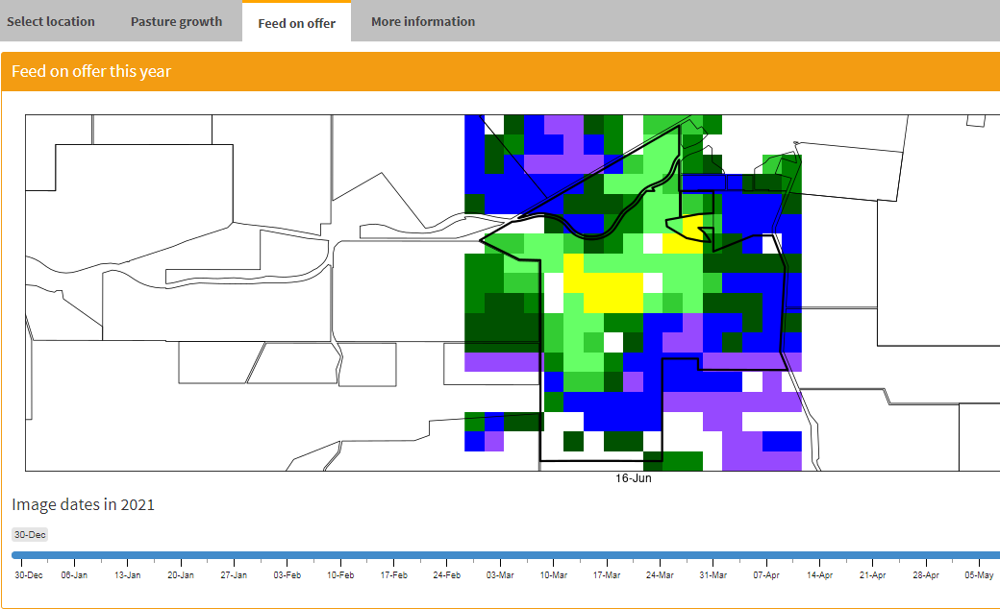 Select location Pasture growth Feed on offer More information
Feed on offer this year
16-Jun
Image dates in 2021
30-Dec
30-Dec 06-Jan 13-Jan 20-Jan 27-Jan 03-Feb 10-Feb 17-Feb 24-Feb 03-Mar 10-Mar 17-Mar 24-Mar 31-Mar 07-Apr 14-Apr 21-Apr 28-Apr 05-May